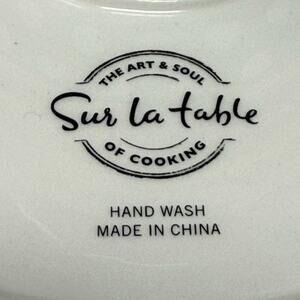 THE ART & SOUL
Sur la table
OF COOKING
HAND WASH
MADE IN CHINA